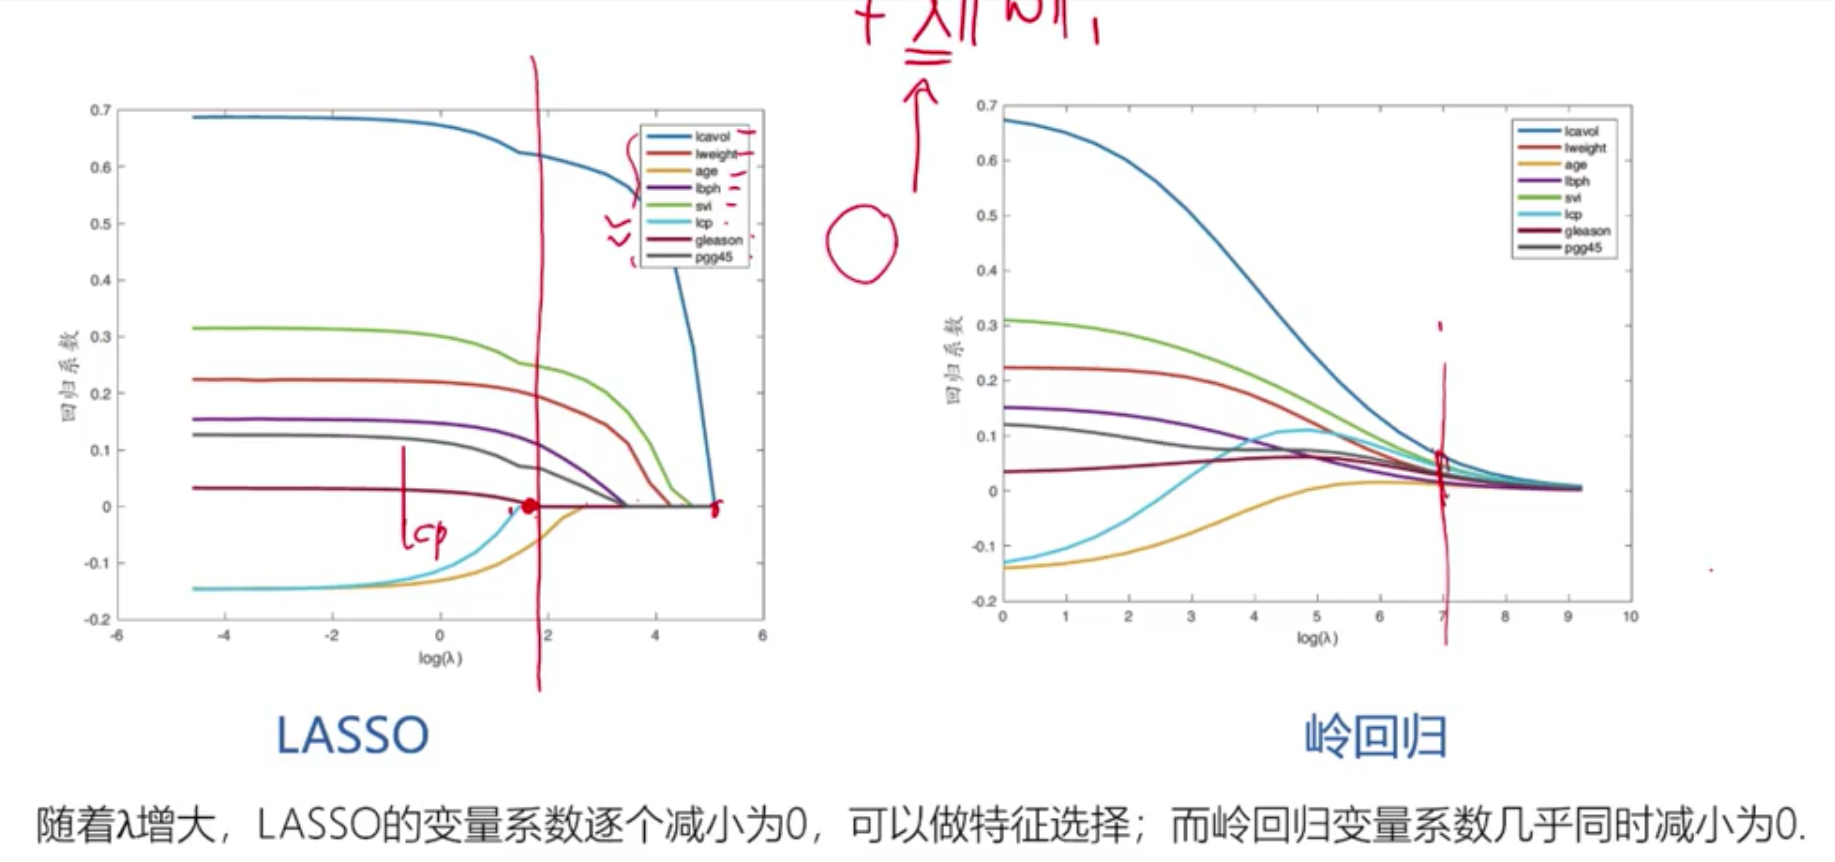 + λ||w||₁
0.7
0.6
0.5
0.4
0.3
0.2
0.1
0
-0.1
-0.2
回归系数
-6 -4 -2 0 2 4 6
log(λ)
lcavol
lweight
age
lbph
svi
lcp
gleason
pgg45
lcp
0.7
0.6
0.5
0.4
0.3
0.2
0.1
0
-0.1
-0.2
回归系数
0 1 2 3 4 5 6 7 8 9 10
log(λ)
lcavol
lweight
age
lbph
svi
lcp
gleason
pgg45
LASSO
岭回归
随着λ增大，LASSO的变量系数逐个减小为0，可以做特征选择；而岭回归变量系数几乎同时减小为0.